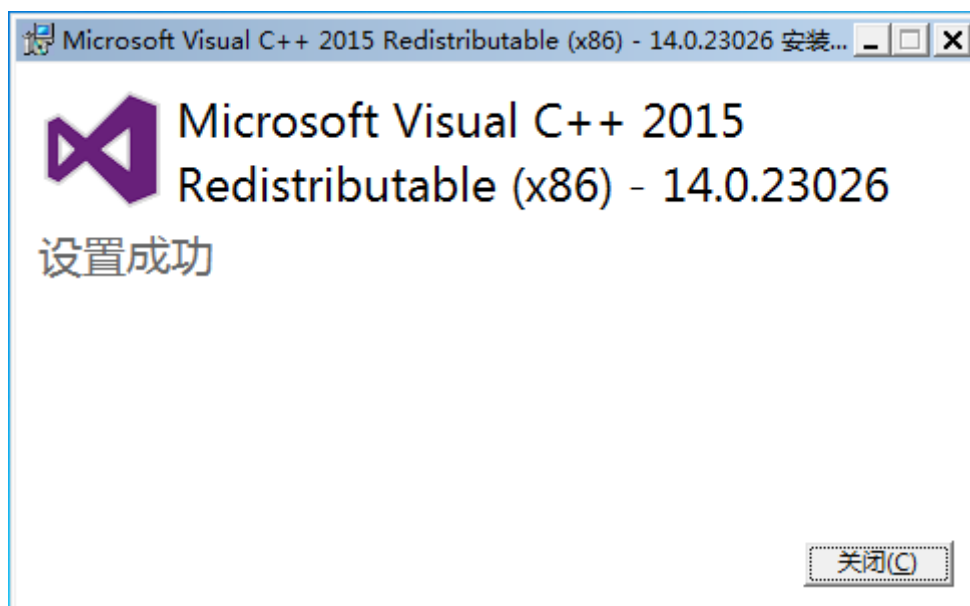 Microsoft Visual C++ 2015 Redistributable (x86) - 14.0.23026 安装...
Microsoft Visual C++ 2015
Redistributable (x86) - 14.0.23026
设置成功
关闭(C)